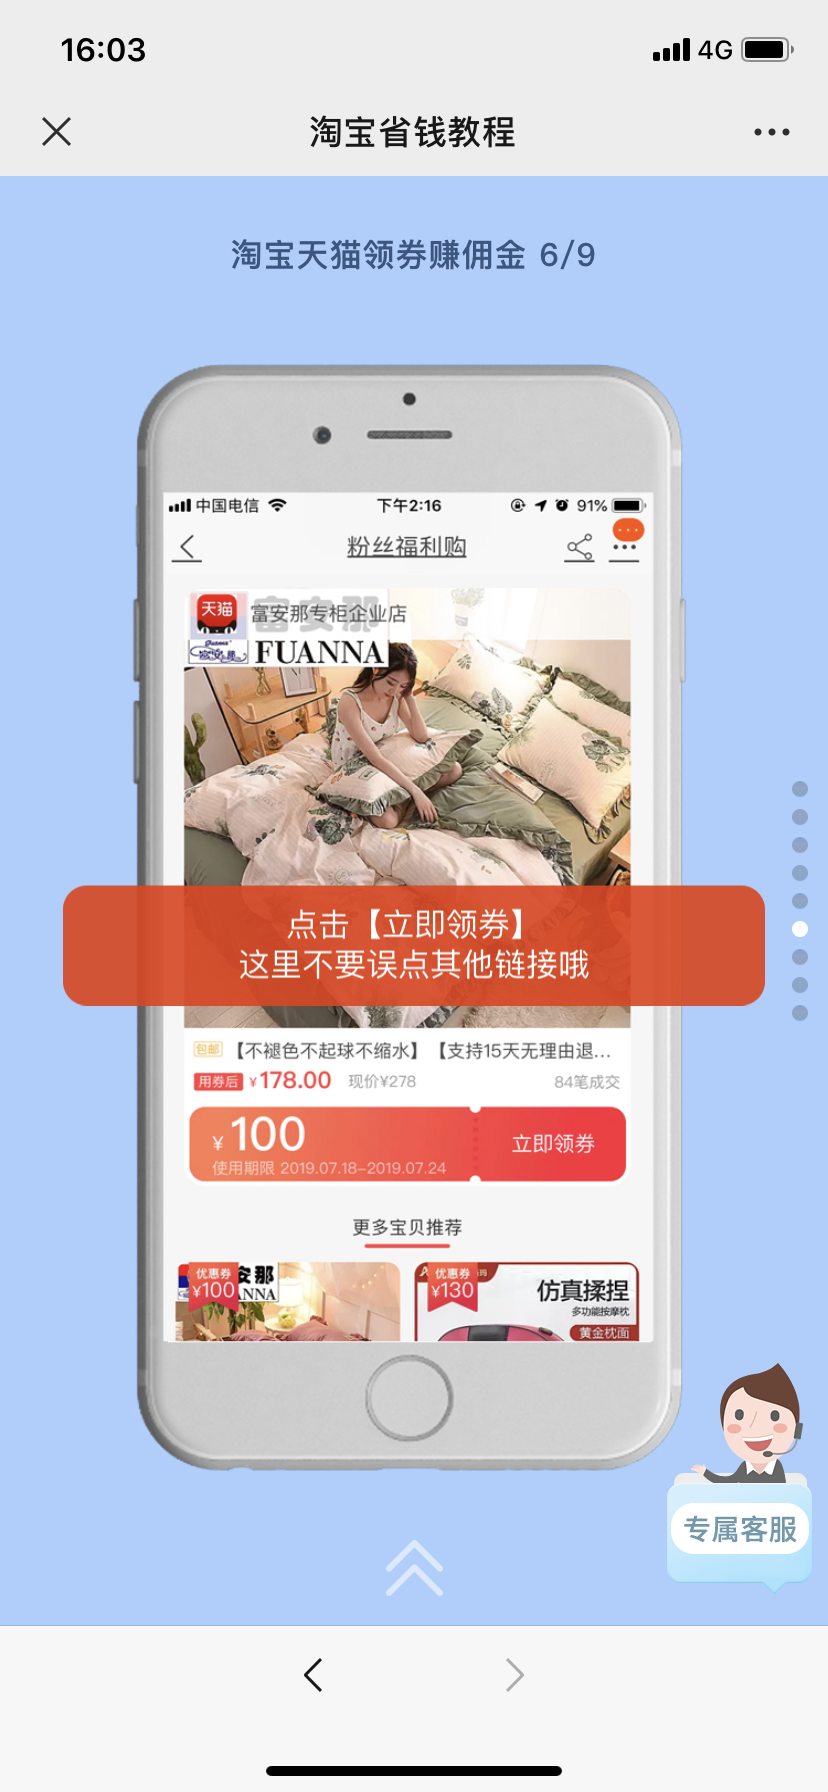 16:03
4G
淘宝省钱教程
淘宝天猫领券赚佣金 6/9
中国电信
下午2:16
91%
粉丝福利购
天猫
富安那专柜企业店
富安那
FUANNA
点击【立即领券】
这里不要误点其他链接哦
包邮
【不褪色不起球不缩水】【支持15天无理由退...
用券后 ¥178.00 现价¥278
84笔成交
¥100
立即领券
使用期限 2019.07.18-2019.07.24
更多宝贝推荐
优惠券
¥100
安那
NNA
优惠券
¥130
仿真揉捏
多功能按摩枕
黄金枕面
专属客服